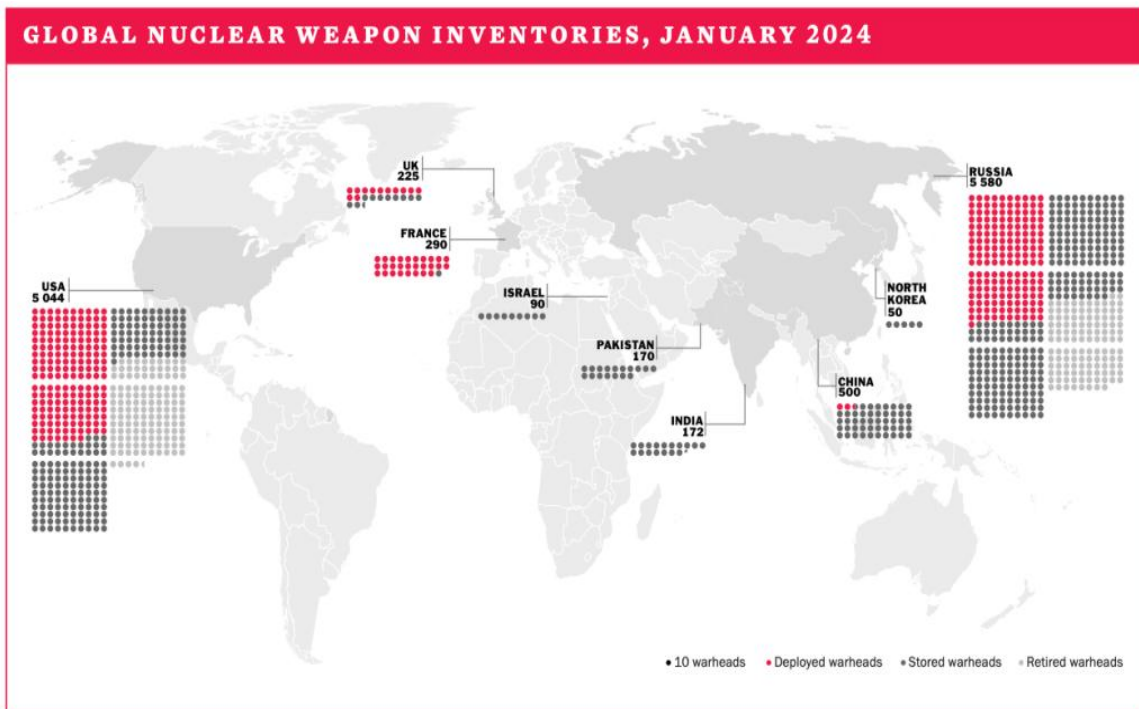 GLOBAL NUCLEAR WEAPON INVENTORIES, JANUARY 2024
UK
225
RUSSIA
5 580
FRANCE
290
USA
5 044
ISRAEL
90
NORTH
KOREA
50
PAKISTAN
170
CHINA
500
INDIA
172
10 warheads
Deployed warheads
Stored warheads
Retired warheads